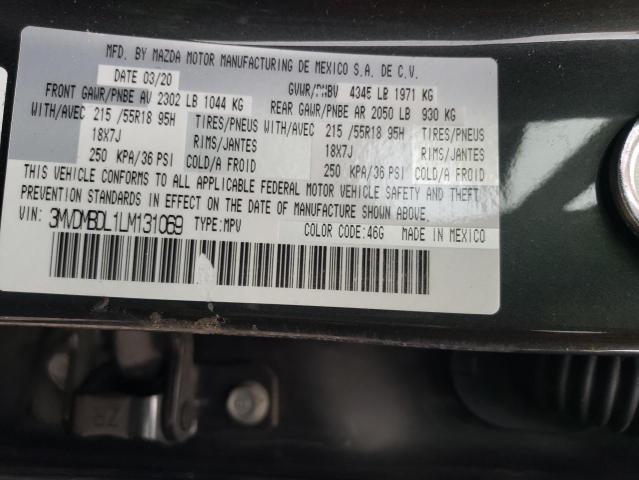 MFD. BY MAZDA MOTOR MANUFACTURING DE MEXICO S.A. DE C.V.
DATE 03/20 GVWR/PNBV 4345 LB 1971 KG
FRONT GAWR/PNBE AV 2302 LB 1044 KG REAR GAWR/PNBE AR 2050 LB 930 KG
WITH/AVEC 215 /55R18 95H TIRES/PNEUS WITH/AVEC 215 /55R18 95H TIRES/PNEUS
18X7J RIMS/JANTES 18X7J RIMS/JANTES
250 KPA/36 PSI COLD/A FROID 250 KPA/36 PSI COLD/A FROID
THIS VEHICLE CONFORMS TO ALL APPLICABLE FEDERAL MOTOR VEHICLE SAFETY AND THEFT
PREVENTION STANDARDS IN EFFECT ON THE DATE OF MANUFACTURE SHOWN ABOVE.
VIN: 3MVDMBDL1LM131069 TYPE: MPV COLOR CODE:46G MADE IN MEXICO
ZR